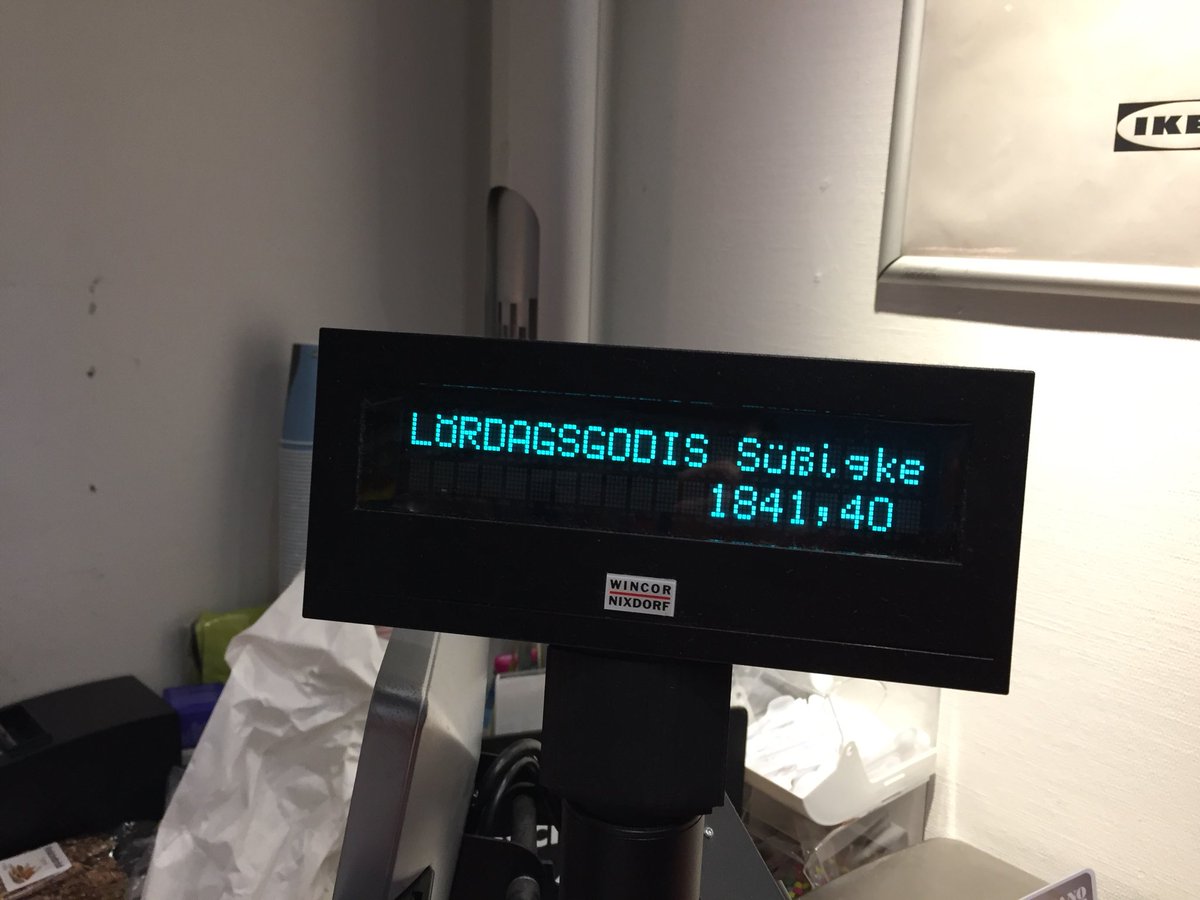 IKE
LöRDAGSGODIS Süßigke
1841,40
WINCOR
NIXDORF